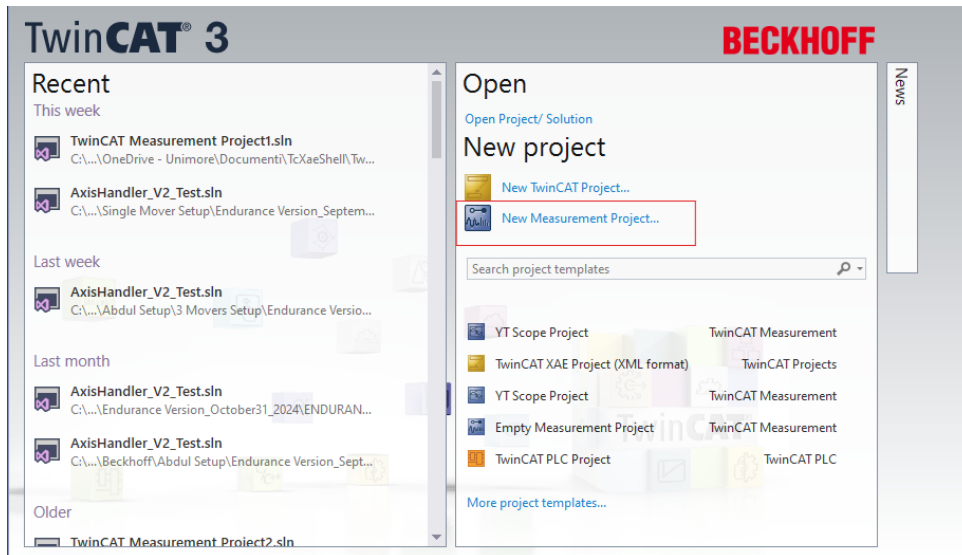 TwinCAT® 3
BECKHOFF
Recent
This week
TwinCAT Measurement Project1.sln
C:\...\OneDrive - Unimore\Documenti\TcXaeShell\Tw...
AxisHandler_V2_Test.sln
C:\...\Single Mover Setup\Endurance Version_Septem...
Last week
AxisHandler_V2_Test.sln
C:\...\Abdul Setup\3 Movers Setup\Endurance Versio...
Last month
AxisHandler_V2_Test.sln
C:\...\Endurance Version_October31_2024\ENDURAN...
AxisHandler_V2_Test.sln
C:\...\Beckhoff\Abdul Setup\Endurance Version_Sept...
Older
TwinCAT Measurement Project2.sln
Open
Open Project/ Solution
New project
New TwinCAT Project...
New Measurement Project...
Search project templates
YT Scope Project TwinCAT Measurement
TwinCAT XAE Project (XML format) TwinCAT Projects
YT Scope Project TwinCAT Measurement
Empty Measurement Project TwinCAT Measurement
TwinCAT PLC Project TwinCAT PLC
More project templates...
News
TwinCAT